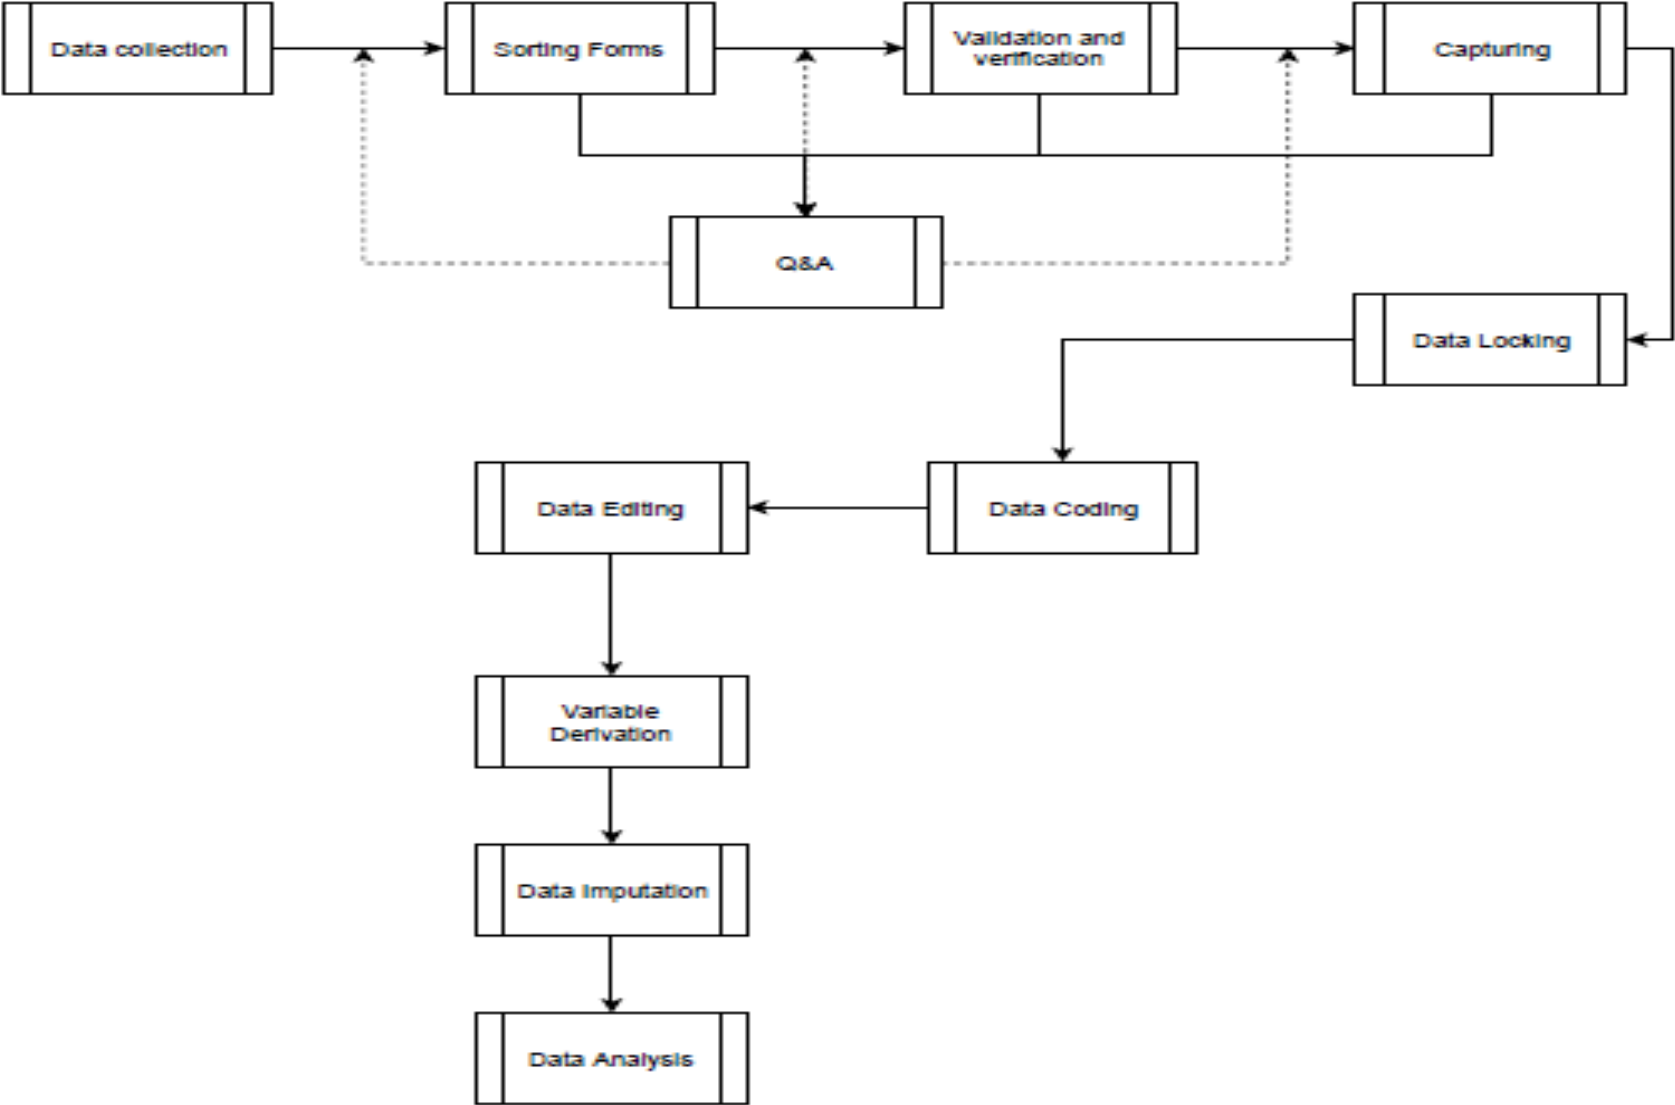 Data collection
Sorting Forms
Validation and
verification
Capturing
Q&A
Data Locking
Data Editing
Data Coding
Variable
Derivation
Data Imputation
Data Analysis